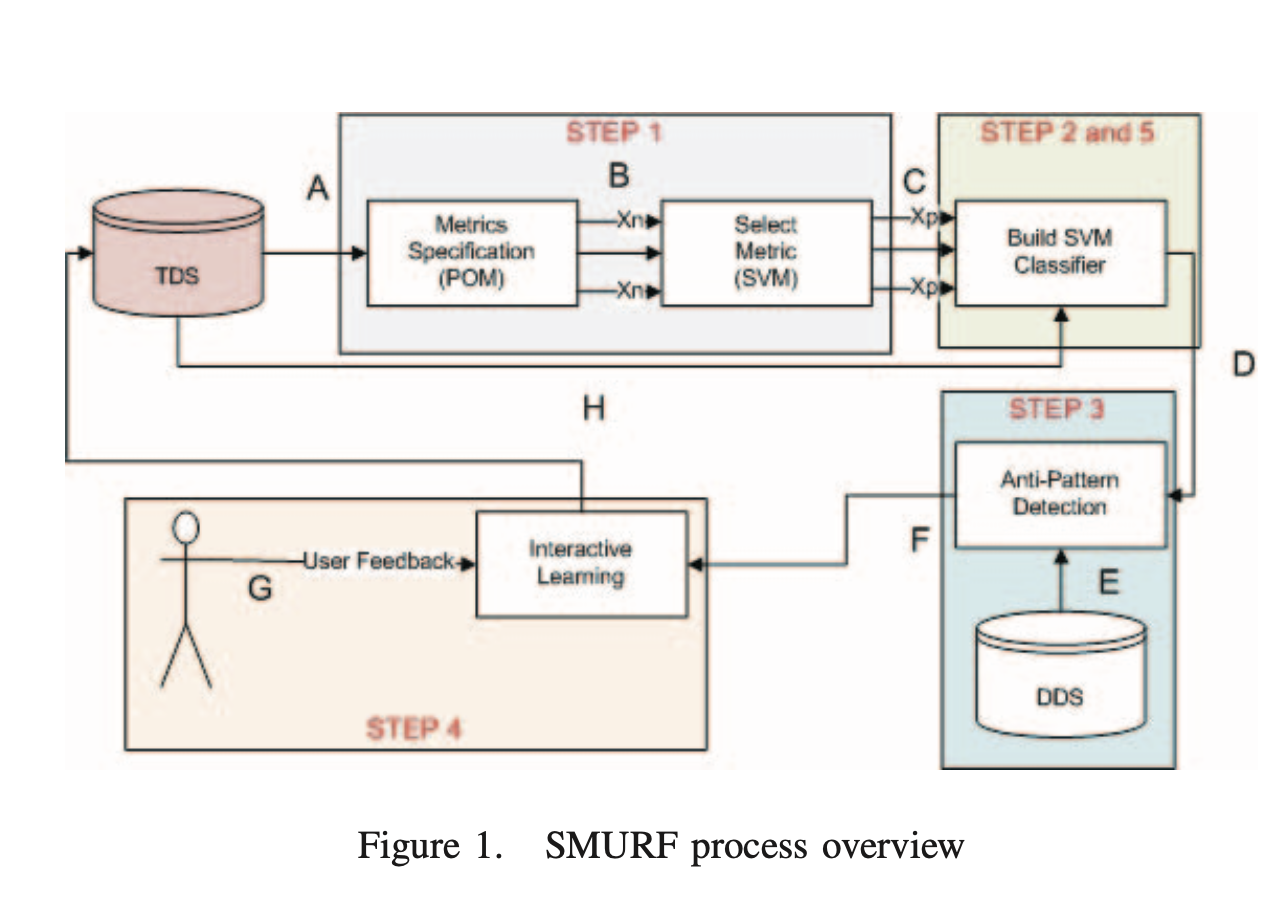 STEP 1
STEP 2 and 5
A
B
C
TDS
Metrics
Specification
(POM)
Xn
Xn
Select
Metric
(SVM)
Xp
Xp
Build SVM
Classifier
D
H
STEP 3
Anti-Pattern
Detection
F
E
DDS
G
User Feedback
Interactive
Learning
STEP 4
Figure 1. SMURF process overview